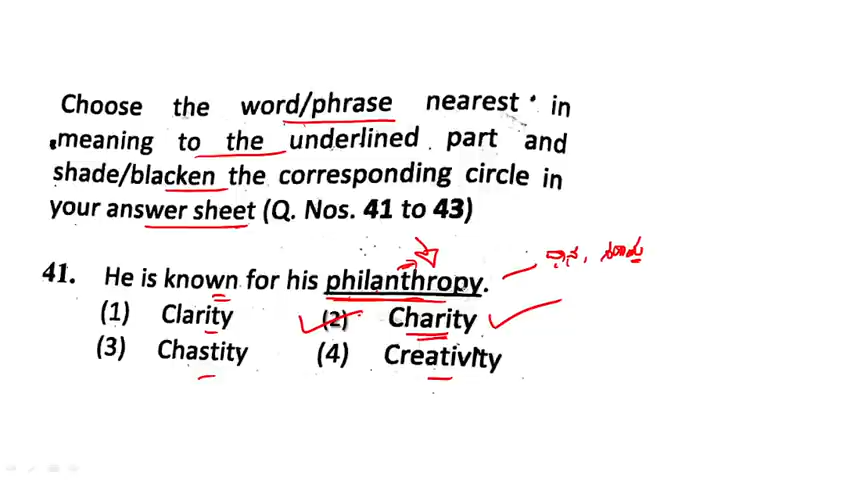 Choose the word/phrase nearest in
meaning to the underlined part and
shade/blacken the corresponding circle in
your answer sheet (Q. Nos. 41 to 43)
41. He is known for his philanthropy.
(1) Clarity (2) Charity
(3) Chastity (4) Creativity